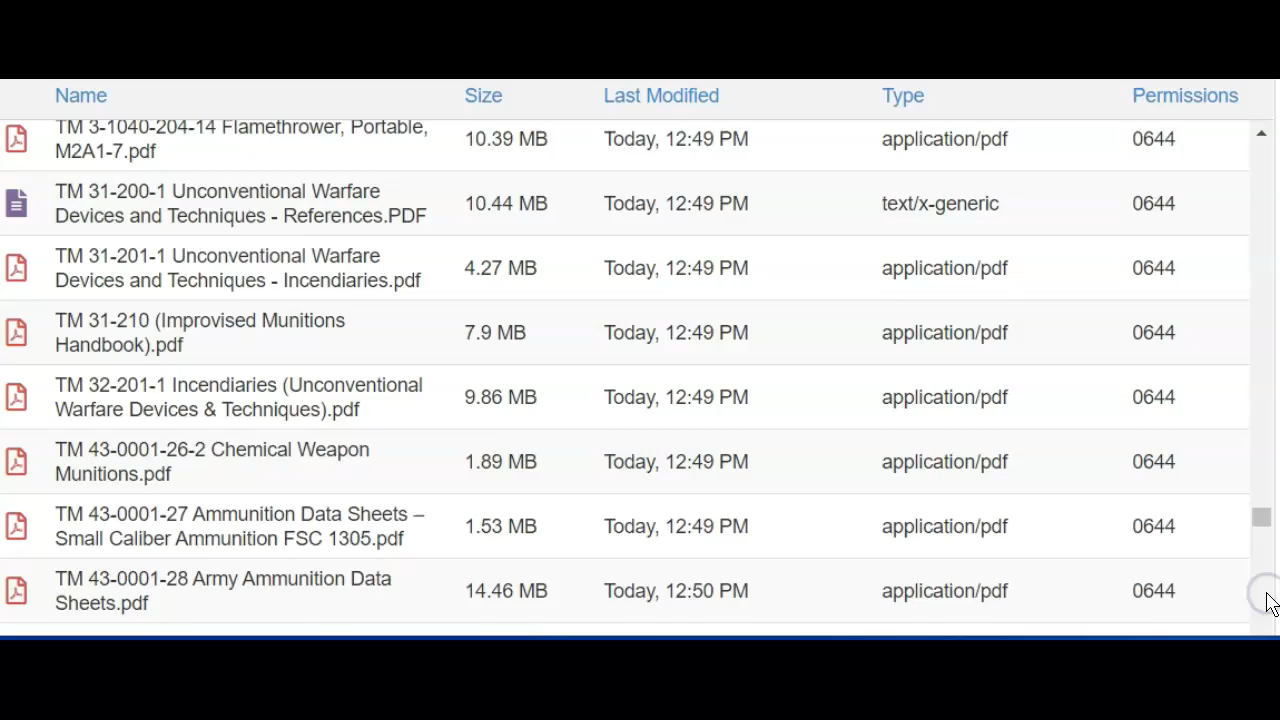 Name Size Last Modified Type Permissions
TM 3-1040-204-14 Flamethrower, Portable,
M2A1-7.pdf 10.39 MB Today, 12:49 PM application/pdf 0644
TM 31-200-1 Unconventional Warfare
Devices and Techniques - References.PDF 10.44 MB Today, 12:49 PM text/x-generic 0644
TM 31-201-1 Unconventional Warfare
Devices and Techniques - Incendiaries.pdf 4.27 MB Today, 12:49 PM application/pdf 0644
TM 31-210 (Improvised Munitions
Handbook).pdf 7.9 MB Today, 12:49 PM application/pdf 0644
TM 32-201-1 Incendiaries (Unconventional
Warfare Devices & Techniques).pdf 9.86 MB Today, 12:49 PM application/pdf 0644
TM 43-0001-26-2 Chemical Weapon
Munitions.pdf 1.89 MB Today, 12:49 PM application/pdf 0644
TM 43-0001-27 Ammunition Data Sheets –
Small Caliber Ammunition FSC 1305.pdf 1.53 MB Today, 12:49 PM application/pdf 0644
TM 43-0001-28 Army Ammunition Data
Sheets.pdf 14.46 MB Today, 12:50 PM application/pdf 0644